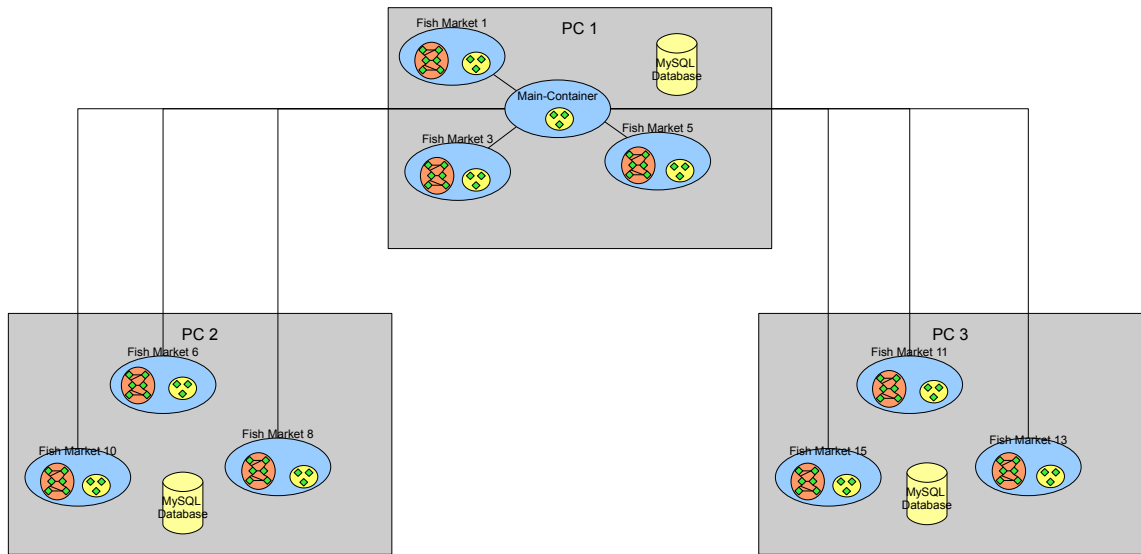 Fish Market 1
PC 1
MySQL
Database
Main-Container
Fish Market 3
Fish Market 5
PC 2
Fish Market 6
Fish Market 10
Fish Market 8
MySQL
Database
PC 3
Fish Market 11
Fish Market 15
Fish Market 13
MySQL
Database